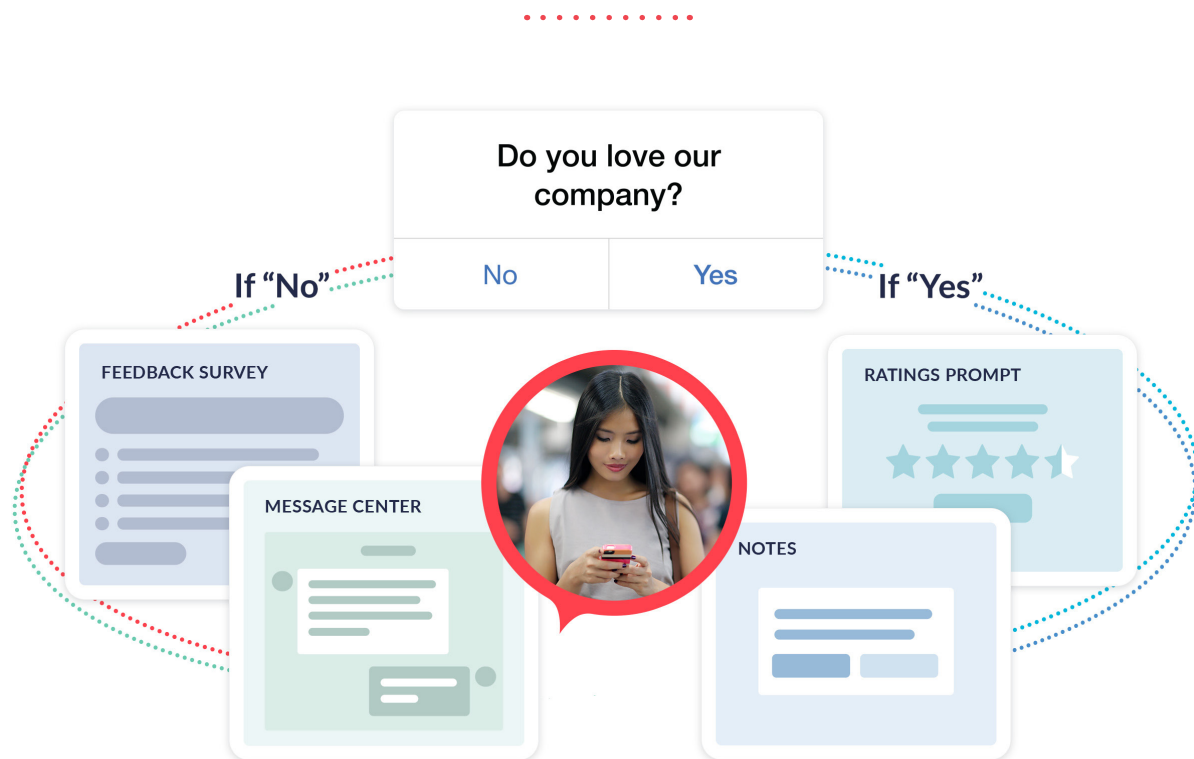 Do you love our
company?
No
Yes
If “No”
If “Yes”
FEEDBACK SURVEY
RATINGS PROMPT
MESSAGE CENTER
NOTES